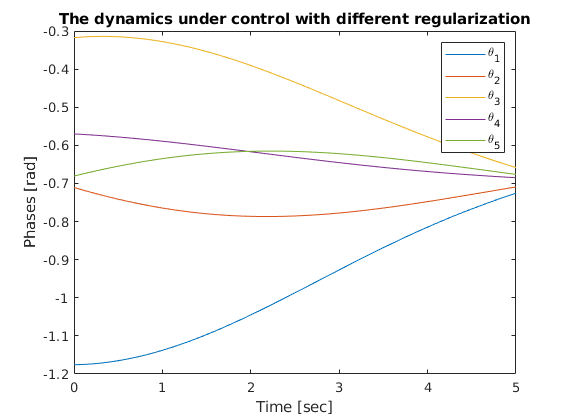 The dynamics under control with different regularization
-0.3
-0.4
-0.5
-0.6
-0.7
-0.8
-0.9
-1
-1.1
-1.2
Phases [rad]
θ1
θ2
θ3
θ4
θ5
0 1 2 3 4 5
Time [sec]